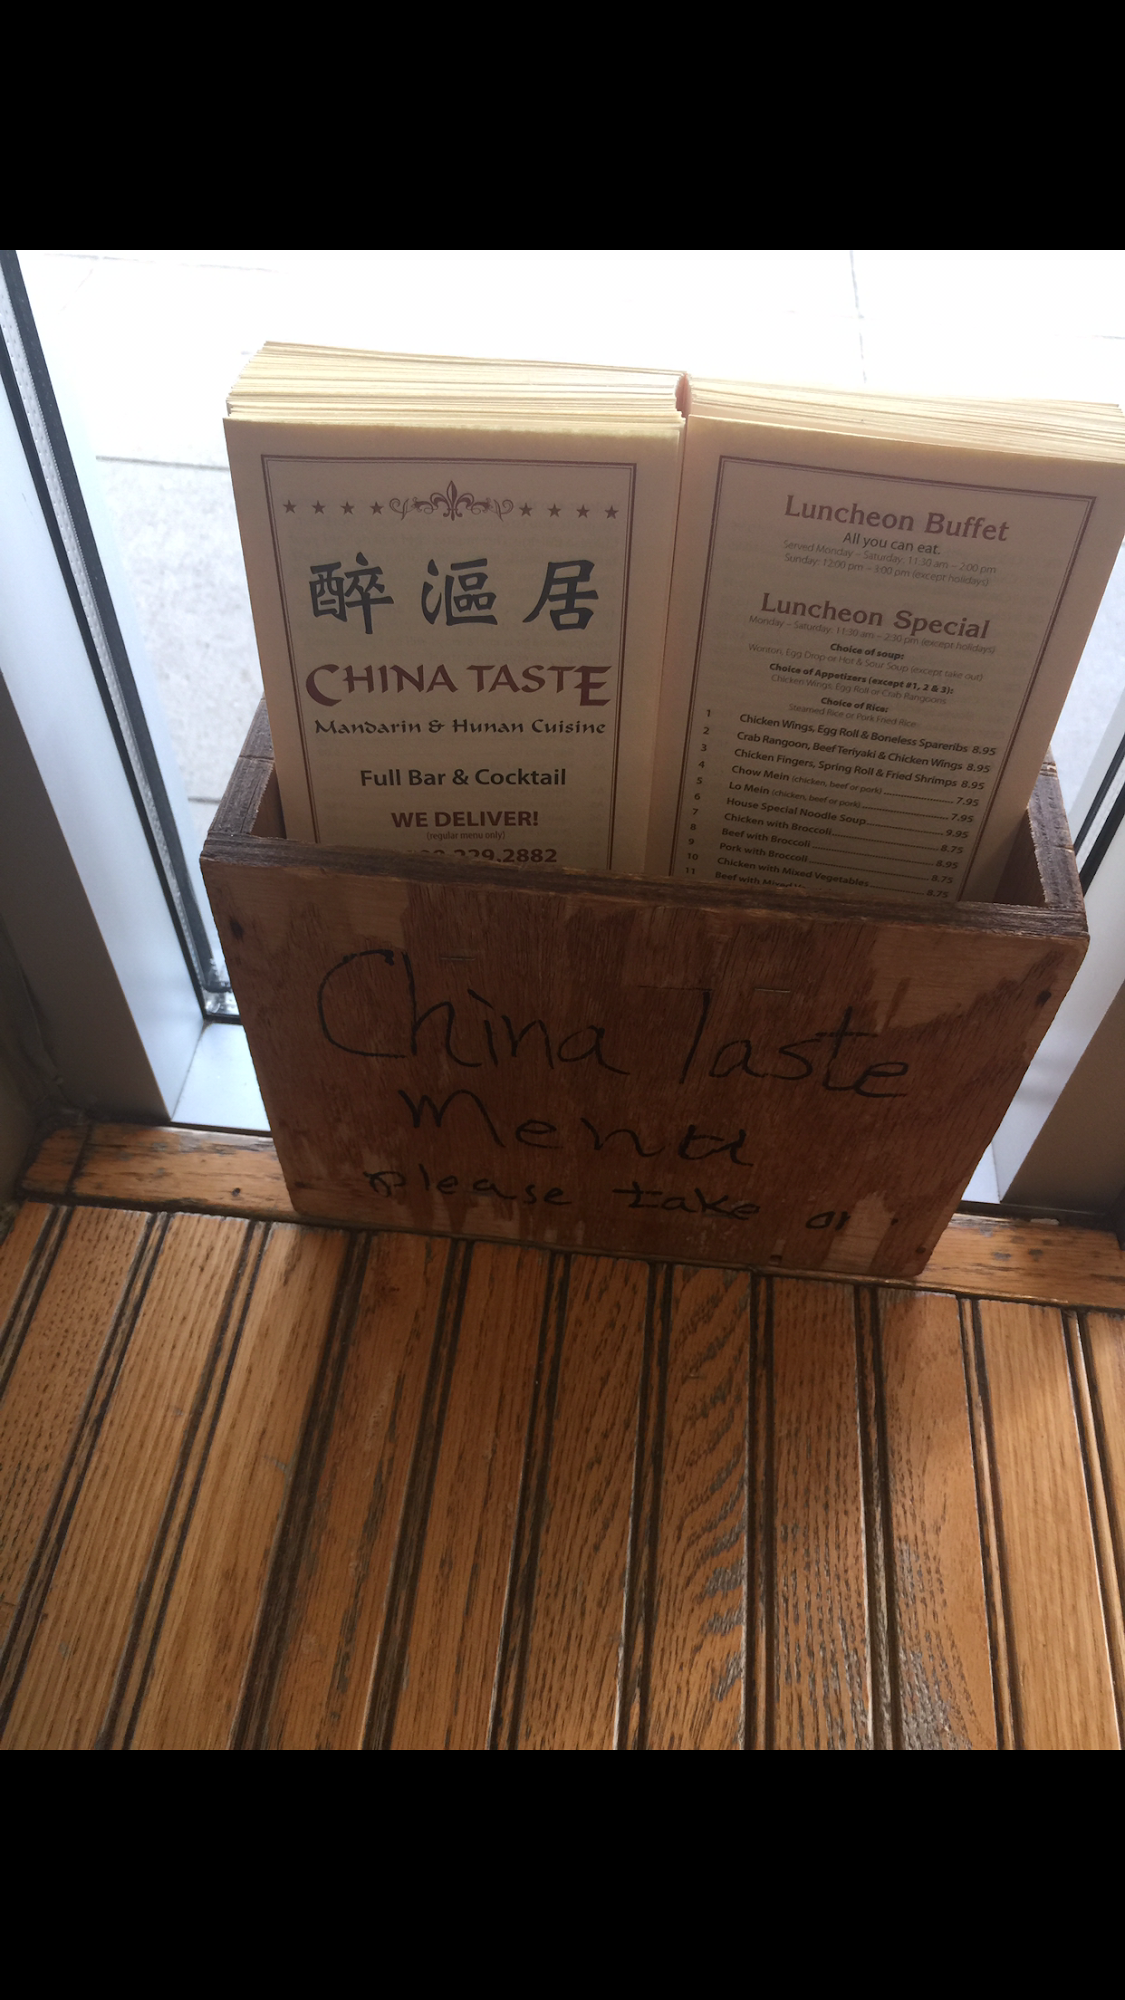 醉漚居
CHINA TASTE
Mandarin & Hunan Cuisine
Full Bar & Cocktail
WE DELIVER!
(regular menu only)
229.2882
Luncheon Buffet
All you can eat.
Served Monday – Saturday: 11:30 am – 2:00 pm
Sunday: 12:00 pm – 3:00 pm (except holidays)
Luncheon Special
Monday – Saturday: 11:30 am – 2:30 pm (except holidays)
Choice of soup:
Wonton, Egg Drop or Hot & Sour Soup (except take out)
Choice of Appetizers (except #1, 2 & 3):
Chicken Wings, Egg Roll or Crab Rangoons
Choice of Rice:
Steamed Rice or Pork Fried Rice
1 Chicken Wings, Egg Roll & Boneless Spareribs 8.95
2 Crab Rangoon, Beef Teriyaki & Chicken Wings 8.95
3 Chicken Fingers, Spring Roll & Fried Shrimps 8.95
4 Chow Mein (chicken, beef or pork) 7.95
5 Lo Mein (chicken, beef or pork) 7.95
6 House Special Noodle Soup 9.95
7 Chicken with Broccoli 8.75
8 Beef with Broccoli 8.95
9 Pork with Broccoli 8.75
10 Chicken with Mixed Vegetables 8.75
11 Beef with
China Taste
Menu
please take